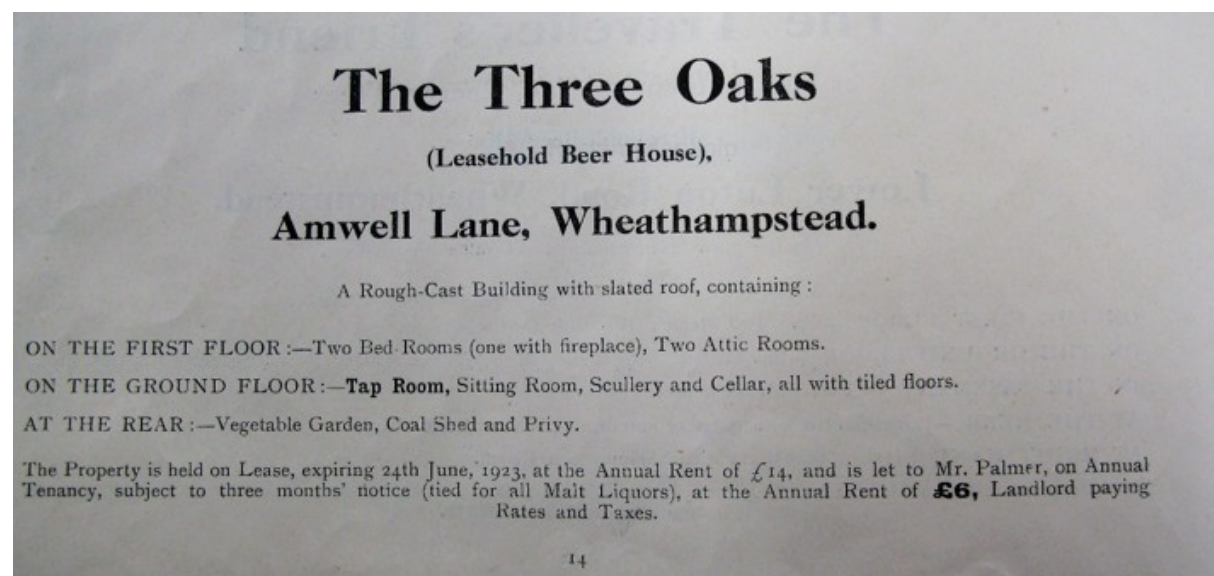 The Three Oaks
(Leasehold Beer House),
Amwell Lane, Wheathampstead.
A Rough-Cast Building with slated roof, containing :
ON THE FIRST FLOOR :—Two Bed Rooms (one with fireplace), Two Attic Rooms.
ON THE GROUND FLOOR :—Tap Room, Sitting Room, Scullery and Cellar, all with tiled floors.
AT THE REAR :—Vegetable Garden, Coal Shed and Privy.
The Property is held on Lease, expiring 24th June, 1923, at the Annual Rent of £14, and is let to Mr. Palmer, on Annual
Tenancy, subject to three months' notice (tied for all Malt Liquors), at the Annual Rent of £6, Landlord paying
Rates and Taxes.
14